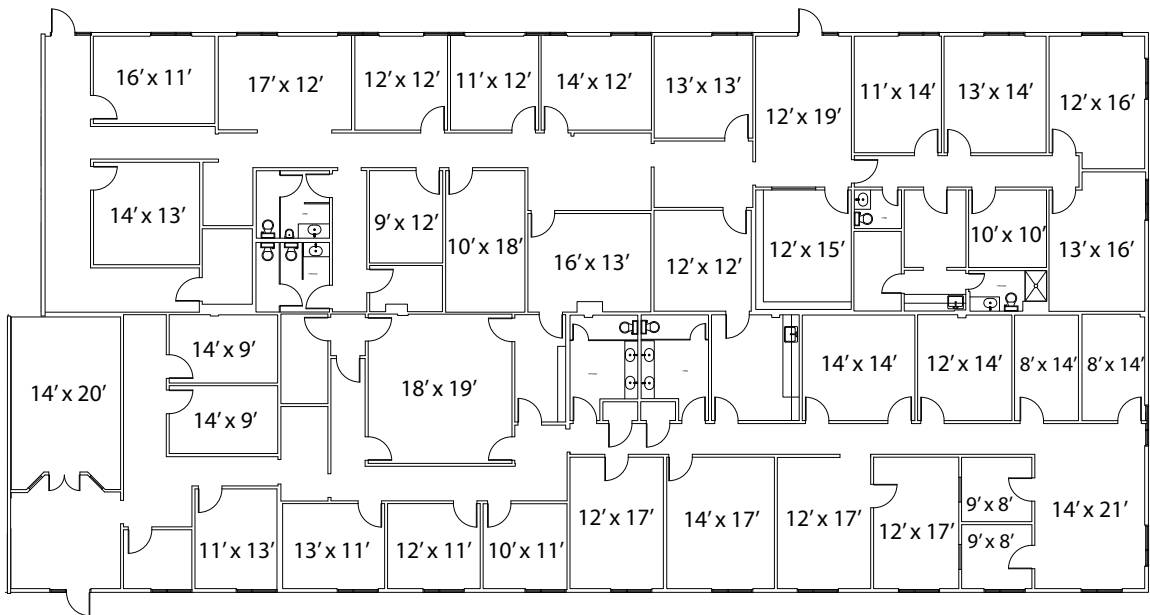 16’ x 11’
17’ x 12’
12’ x 12’
11’ x 12’
14’ x 12’
13’ x 13’
12’ x 19’
11’ x 14’
13’ x 14’
12’ x 16’
14’ x 13’
9’ x 12’
10’ x 18’
16’ x 13’
12’ x 12’
12’ x 15’
10’ x 10’
13’ x 16’
14’ x 20’
14’ x 9’
14’ x 9’
18’ x 19’
14’ x 14’
12’ x 14’
8’ x 14’
8’ x 14’
11’ x 13’
13’ x 11’
12’ x 11’
10’ x 11’
12’ x 17’
14’ x 17’
12’ x 17’
12’ x 17’
9’ x 8’
9’ x 8’
14’ x 21’